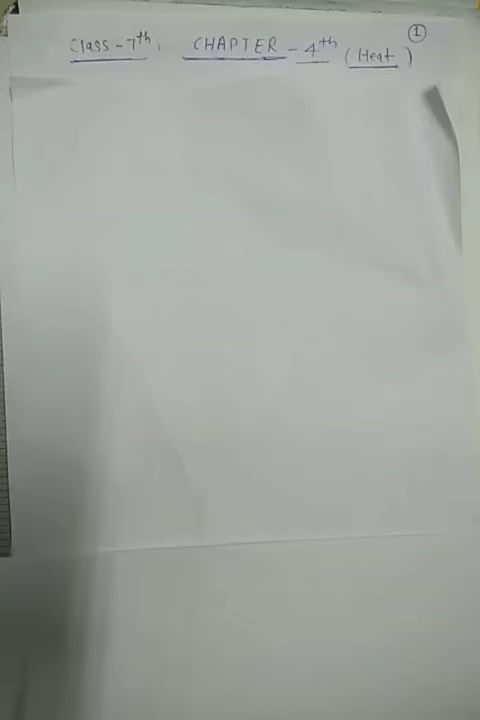 ①
Class - 7th, CHAPTER - 4th (Heat)